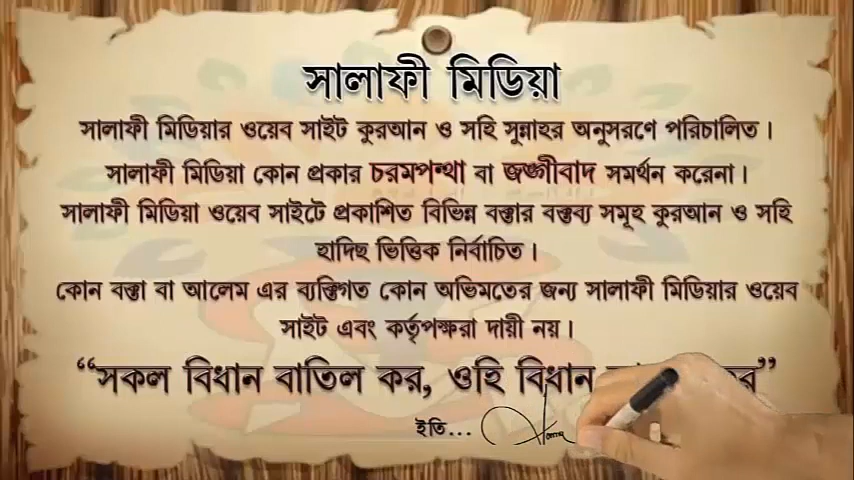 সালাফী মিডিয়া
সালাফী মিডিয়ার ওয়েব সাইট কুরআন ও সহি সুন্নাহর অনুসরণে পরিচালিত।
সালাফী মিডিয়া কোন প্রকার চরমপন্থা বা জঙ্গীবাদ সমর্থন করেনা।
সালাফী মিডিয়া ওয়েব সাইটে প্রকাশিত বিভিন্ন বক্তার বক্তব্য সমূহ কুরআন ও সহি
হাদিছ ভিত্তিক নির্বাচিত।
কোন বক্তা বা আলেম এর ব্যক্তিগত কোন অভিমতের জন্য সালাফী মিডিয়ার ওয়েব
সাইট এবং কর্তৃপক্ষরা দায়ী নয়।
“সকল বিধান বাতিল কর, ওহি বিধান
ইতি...